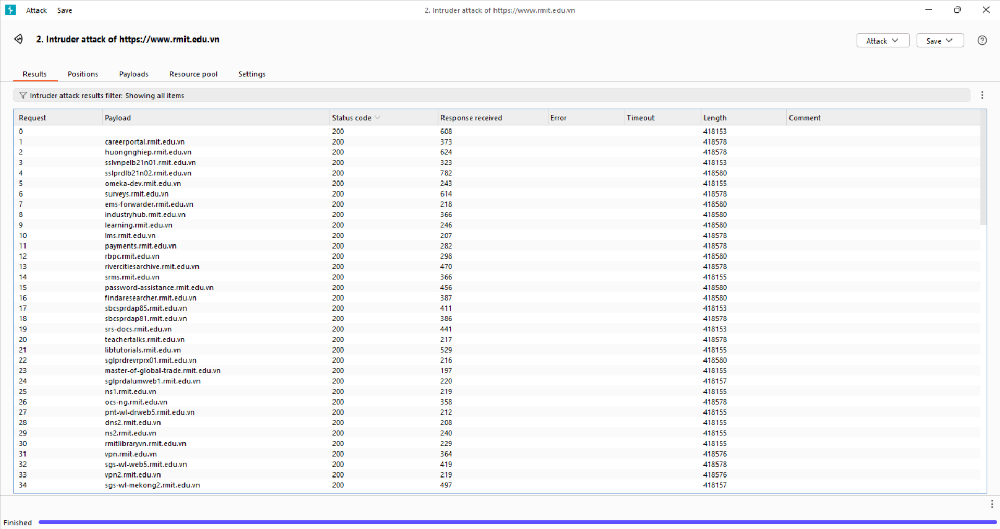 Attack Save 2. Intruder attack of https://www.rmit.edu.vn
2. Intruder attack of https://www.rmit.edu.vn Attack Save
Results Positions Payloads Resource pool Settings
Intruder attack results filter: Showing all items
Request Payload Status code Response received Error Timeout Length Comment
0 200 608 418153
1 careerportal.rmit.edu.vn 200 373 418578
2 huongnghiep.rmit.edu.vn 200 624 418578
3 sslvnpelb21n01.rmit.edu.vn 200 323 418153
4 sslprdlb21n02.rmit.edu.vn 200 782 418580
5 omeka-dev.rmit.edu.vn 200 243 418155
6 surveys.rmit.edu.vn 200 614 418578
7 ems-forwarder.rmit.edu.vn 200 218 418580
8 industryhub.rmit.edu.vn 200 366 418580
9 learning.rmit.edu.vn 200 246 418580
10 lms.rmit.edu.vn 200 207 418578
11 payments.rmit.edu.vn 200 282 418578
12 rbpc.rmit.edu.vn 200 298 418580
13 rivercitiesarchive.rmit.edu.vn 200 470 418578
14 srms.rmit.edu.vn 200 366 418155
15 password-assistance.rmit.edu.vn 200 456 418580
16 findaresearcher.rmit.edu.vn 200 387 418580
17 sbcsprdap85.rmit.edu.vn 200 411 418153
18 sbcsprdap81.rmit.edu.vn 200 386 418578
19 srs-docs.rmit.edu.vn 200 441 418153
20 teachertalks.rmit.edu.vn 200 217 418578
21 libtutorials.rmit.edu.vn 200 529 418155
22 sglprdrevrprx01.rmit.edu.vn 200 216 418580
23 master-of-global-trade.rmit.edu.vn 200 197 418155
24 sglprdalumweb1.rmit.edu.vn 200 220 418157
25 ns1.rmit.edu.vn 200 219 418155
26 ocs-ng.rmit.edu.vn 200 358 418578
27 pnt-wl-drweb5.rmit.edu.vn 200 212 418155
28 dns2.rmit.edu.vn 200 208 418155
29 ns2.rmit.edu.vn 200 240 418155
30 rmitlibraryvn.rmit.edu.vn 200 229 418155
31 vpn.rmit.edu.vn 200 364 418576
32 sgs-wl-web5.rmit.edu.vn 200 419 418578
33 vpn2.rmit.edu.vn 200 219 418576
34 sgs-wl-mekong2.rmit.edu.vn 200 497 418157
Finished